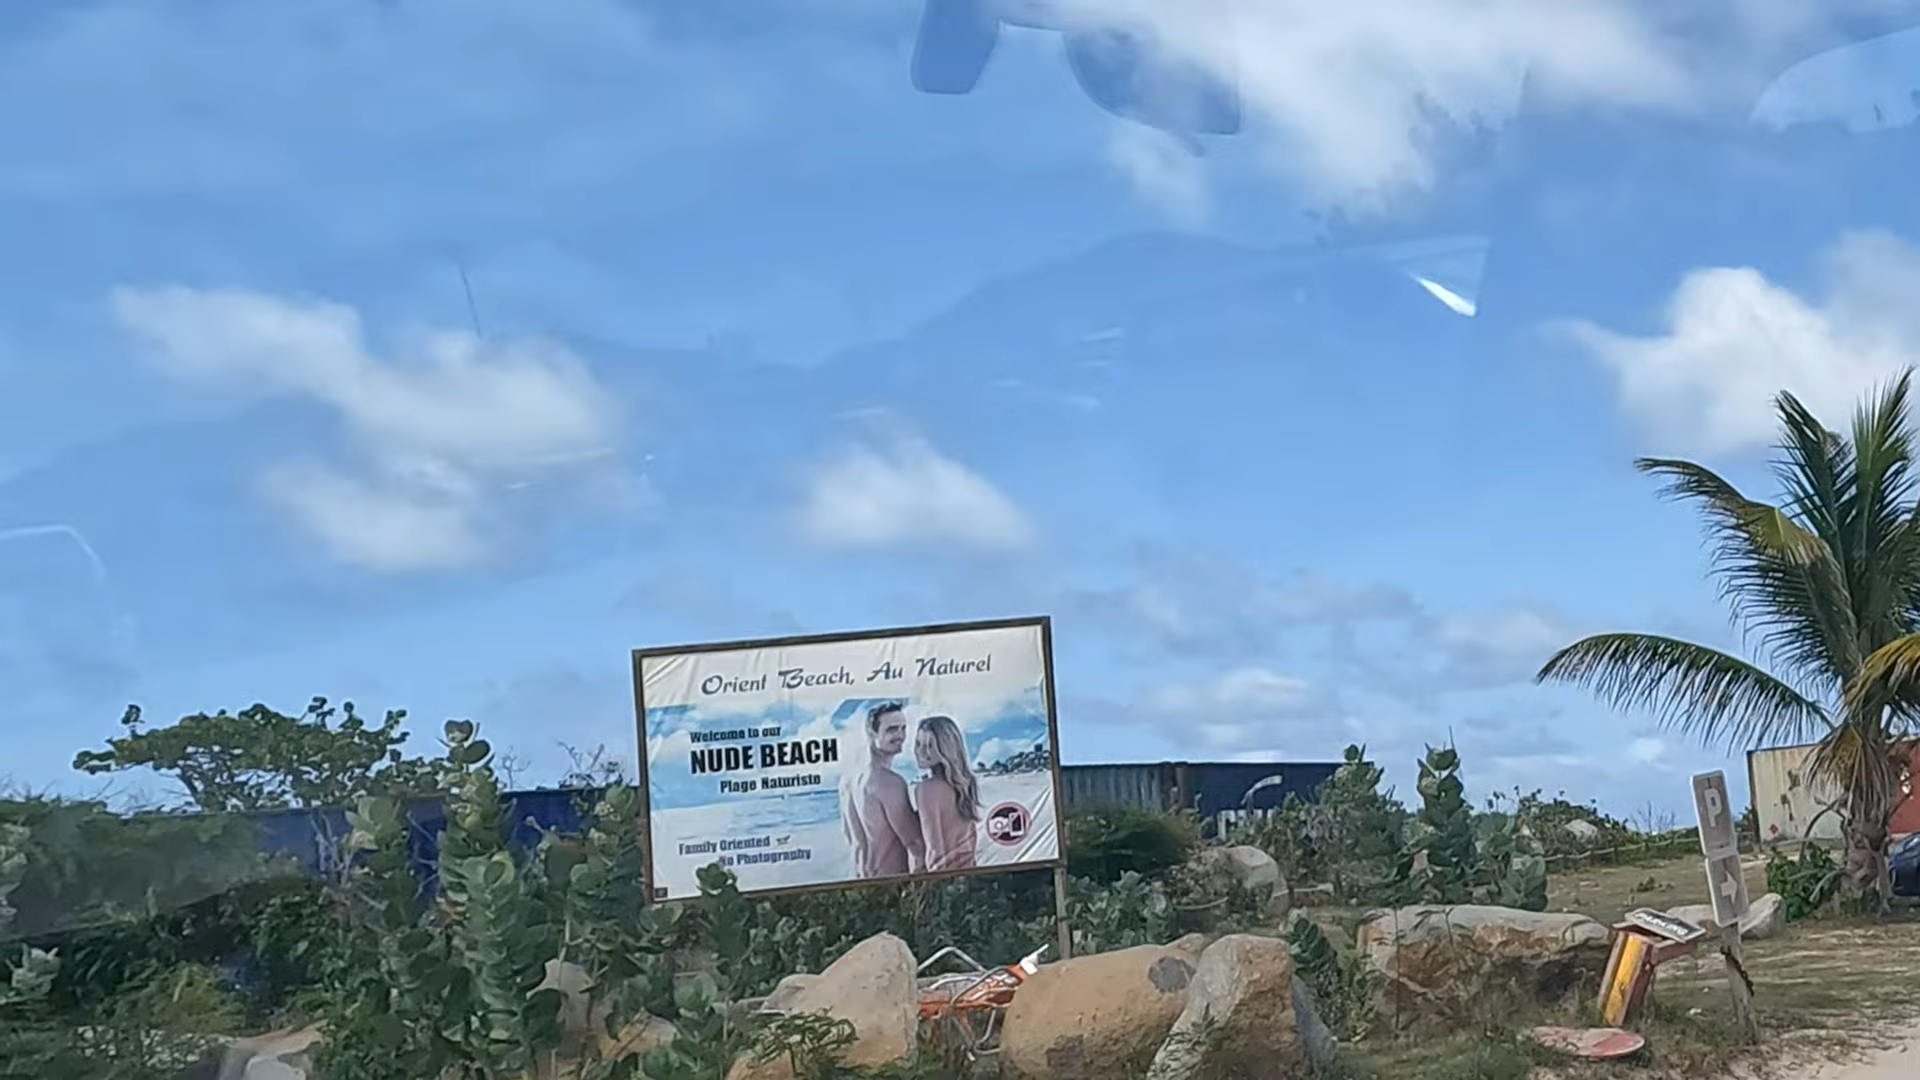 Orient Beach, Au Naturel
Welcome to our
NUDE BEACH
Plage Naturiste
Family Oriented
No Photography
P
PARKING